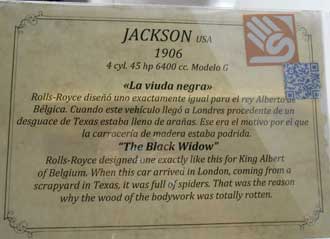 JACKSON USA
1906
4 cyl. 45 hp 6400 cc. Modelo G
«La viuda negra»
Rolls-Royce diseñó uno exactamente igual para el rey Alberto de
Bélgica. Cuando este vehículo llegó a Londres procedente de un
desguace de Texas estaba lleno de arañas. Ese era el motivo por el que
la carrocería de madera estaba podrida.
“The Black Widow”
Rolls-Royce designed one exactly like this for King Albert
of Belgium. When this car arrived in London, coming from a
scrapyard in Texas, it was full of spiders. That was the reason
why the wood of the bodywork was totally rotten.